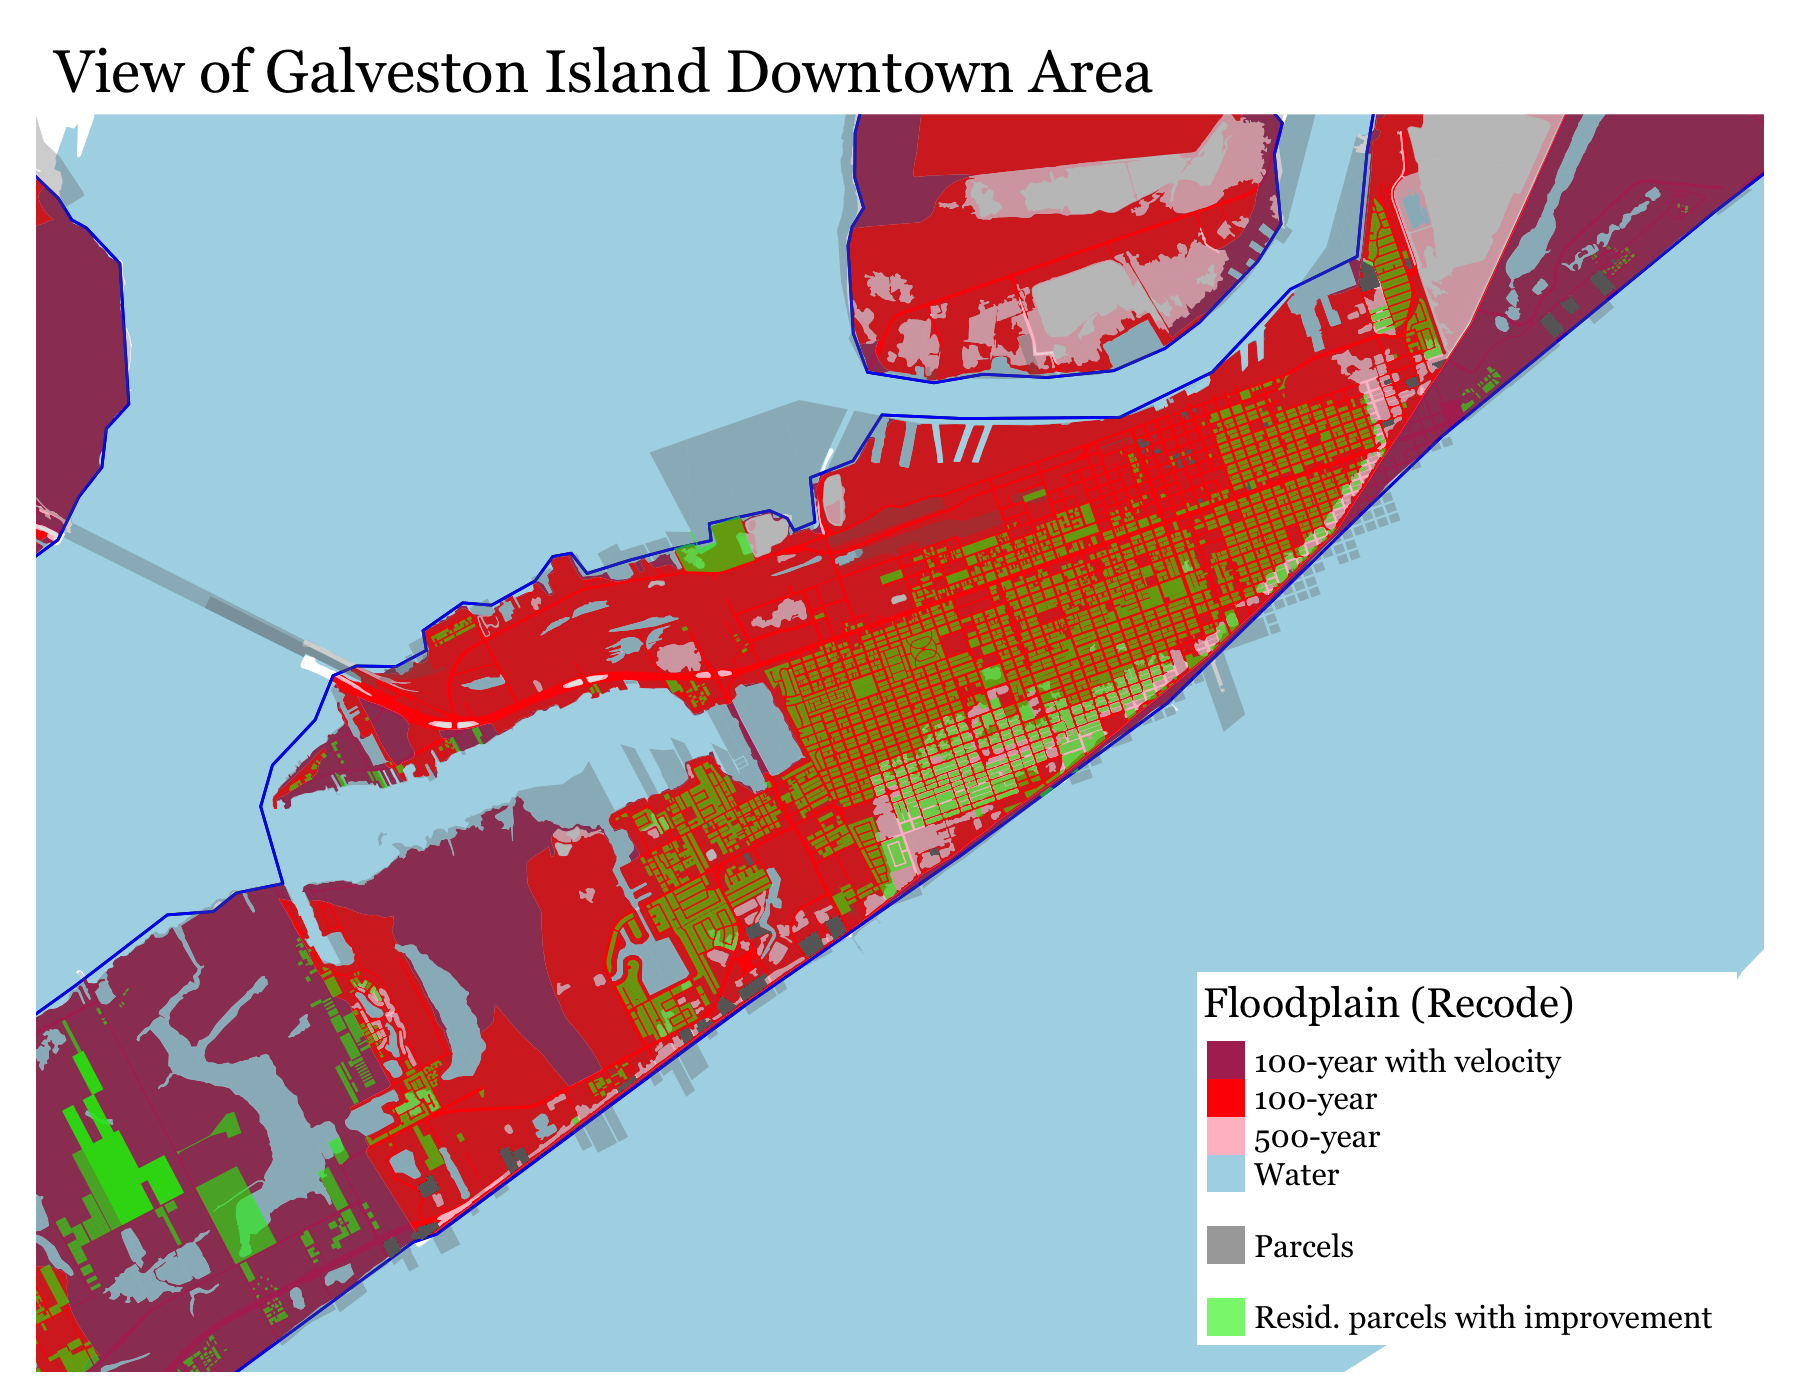 View of Galveston Island Downtown Area
Floodplain (Recode)
100-year with velocity
100-year
500-year
Water
Parcels
Resid. parcels with improvement